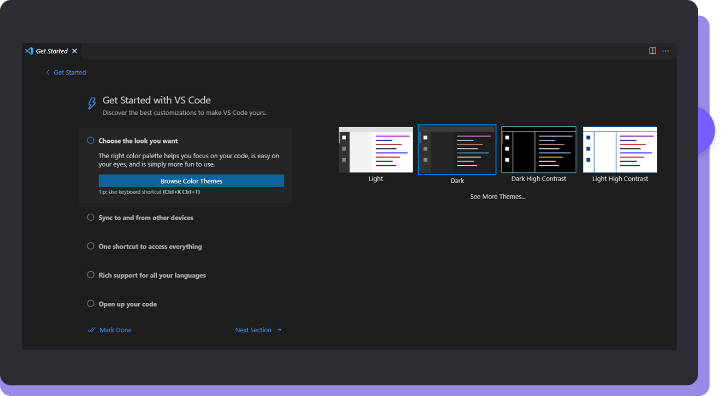 Get Started
Get Started
Get Started with VS Code
Discover the best customizations to make VS Code yours.
Choose the look you want
The right color palette helps you focus on your code, is easy on
your eyes, and is simply more fun to use.
Browse Color Themes
Tip: Use keyboard shortcut (Ctrl+K Ctrl+T)
Sync to and from other devices
One shortcut to access everything
Rich support for all your languages
Open up your code
Mark Done
Next Section
Light
Dark
Dark High Contrast
Light High Contrast
See More Themes...